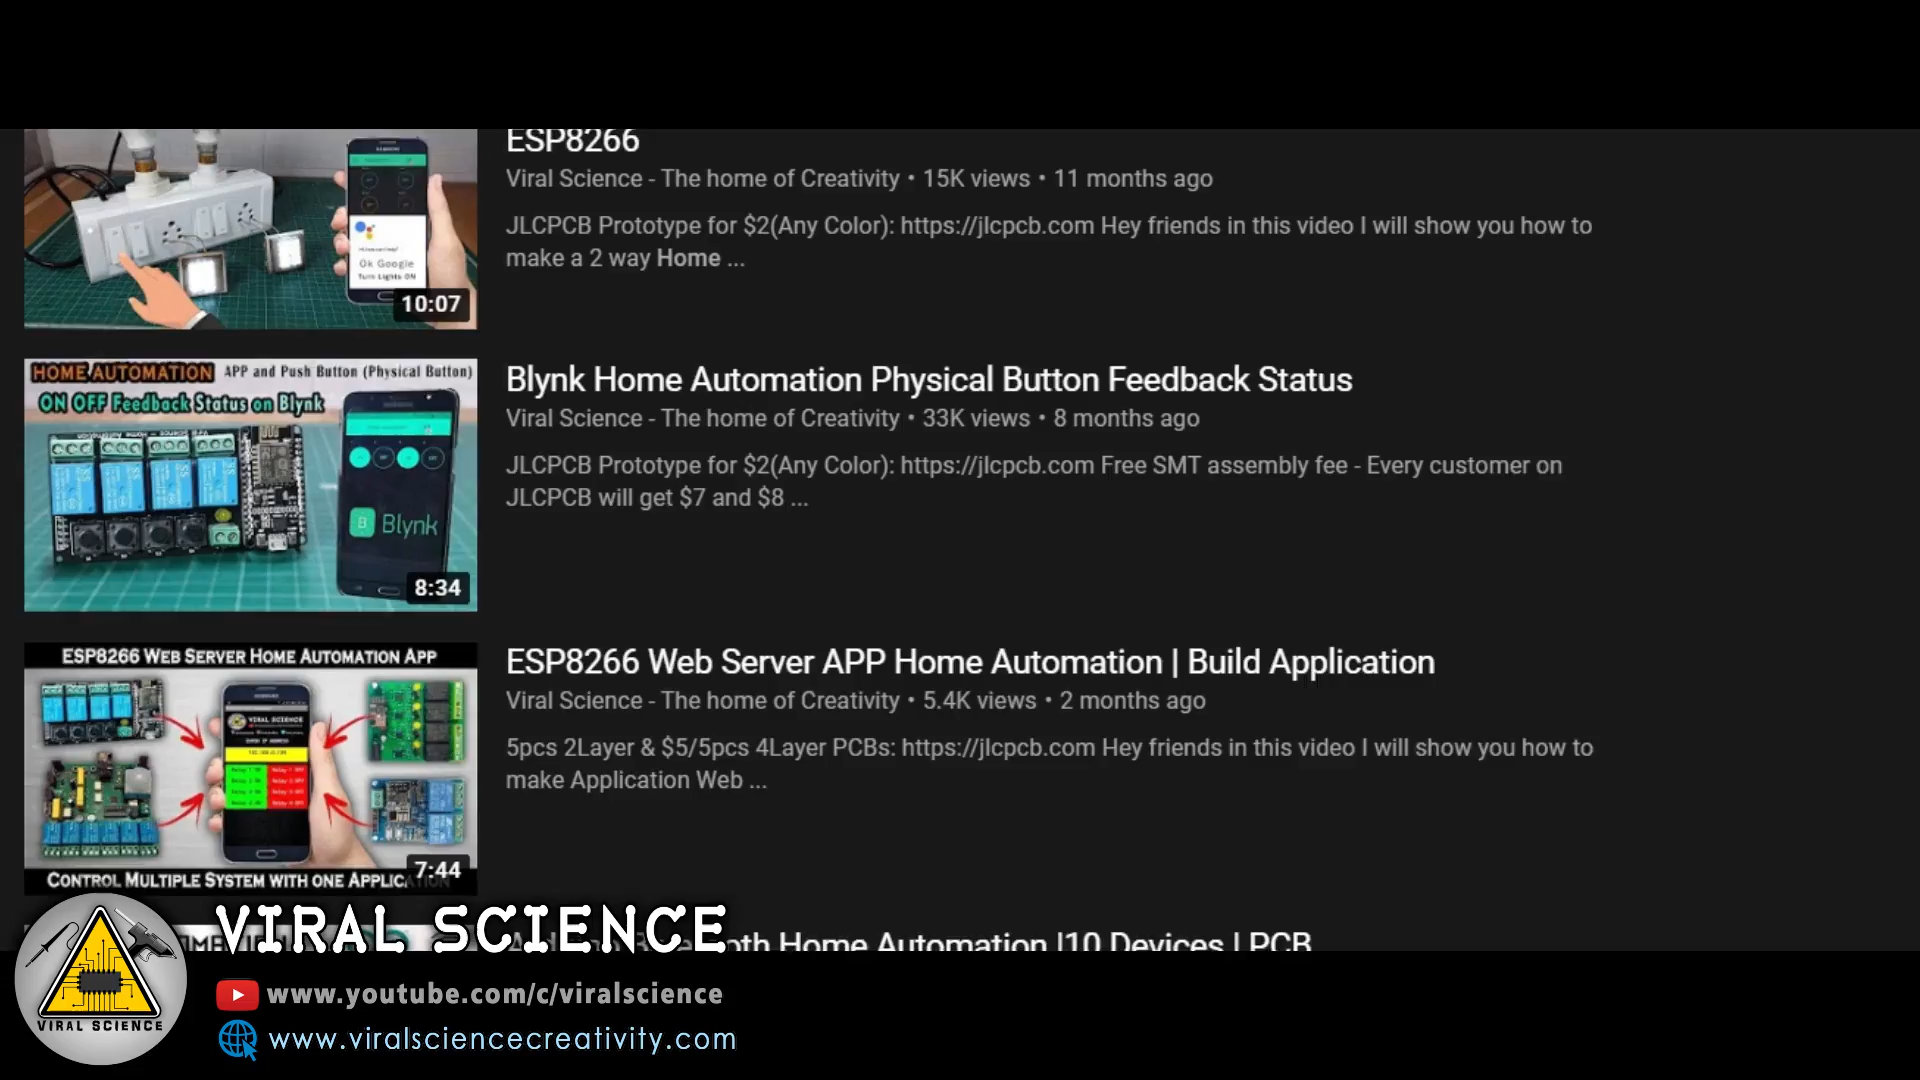 ESP8266
Viral Science - The home of Creativity • 15K views • 11 months ago
JLCPCB Prototype for $2(Any Color): https://jlcpcb.com Hey friends in this video I will show you how to
make a 2 way Home ...
Ok Google
Turn Lights ON
10:07
HOME AUTOMATION APP and Push Button (Physical Button)
ON OFF Feedback Status on Blynk
B Blynk
8:34
Blynk Home Automation Physical Button Feedback Status
Viral Science - The home of Creativity • 33K views • 8 months ago
JLCPCB Prototype for $2(Any Color): https://jlcpcb.com Free SMT assembly fee - Every customer on
JLCPCB will get $7 and $8 ...
ESP8266 WEB SERVER HOME AUTOMATION APP
VIRAL SCIENCE
CONTROL MULTIPLE SYSTEM WITH ONE
7:44
ESP8266 Web Server APP Home Automation | Build Application
Viral Science - The home of Creativity • 5.4K views • 2 months ago
5pcs 2Layer & $5/5pcs 4Layer PCBs: https://jlcpcb.com Hey friends in this video I will show you how to
make Application Web ...
Home Automation |10 Devices | PCB
VIRAL SCIENCE
VIRAL SCIENCE
www.youtube.com/c/viralscience
www.viralsciencecreativity.com